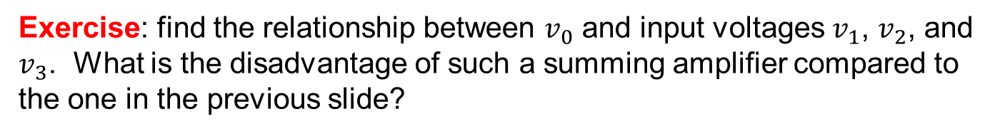 Exercise: find the relationship between 𝑣₀ and input voltages 𝑣₁, 𝑣₂, and
𝑣₃. What is the disadvantage of such a summing amplifier compared to
the one in the previous slide?